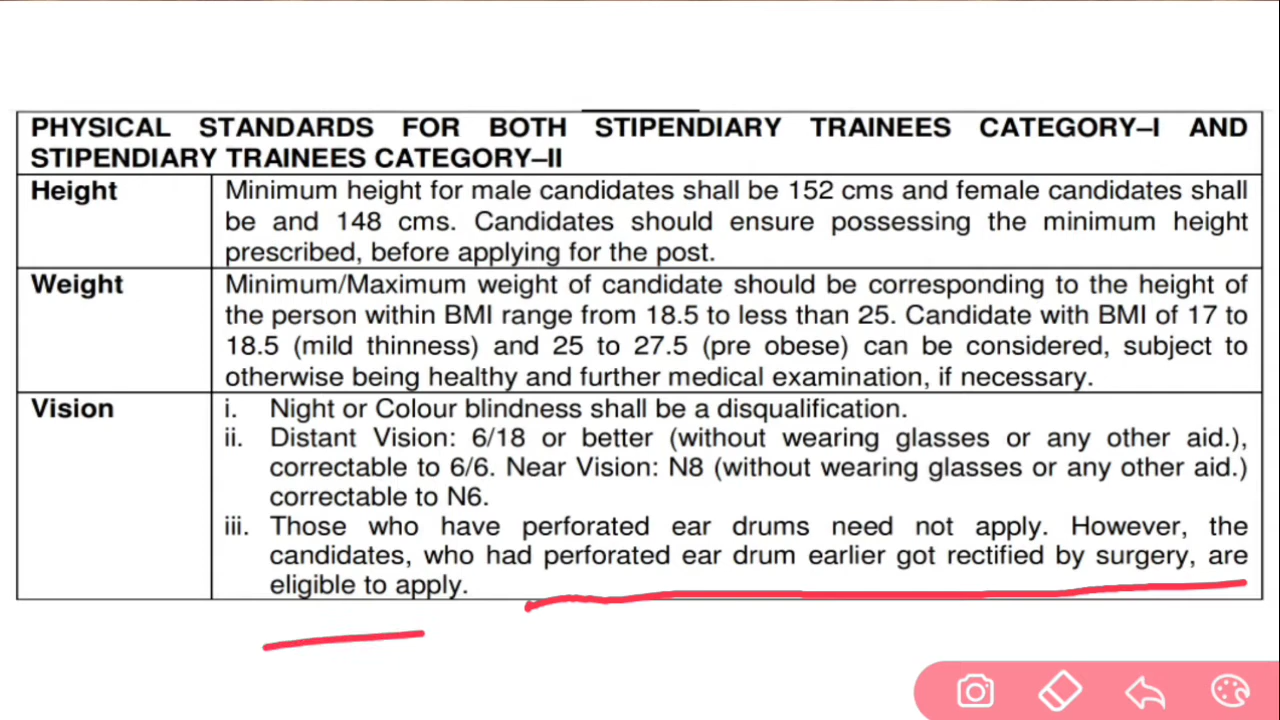 PHYSICAL STANDARDS FOR BOTH STIPENDIARY TRAINEES CATEGORY–I AND
STIPENDIARY TRAINEES CATEGORY–II
Height
Minimum height for male candidates shall be 152 cms and female candidates shall
be and 148 cms. Candidates should ensure possessing the minimum height
prescribed, before applying for the post.
Weight
Minimum/Maximum weight of candidate should be corresponding to the height of
the person within BMI range from 18.5 to less than 25. Candidate with BMI of 17 to
18.5 (mild thinness) and 25 to 27.5 (pre obese) can be considered, subject to
otherwise being healthy and further medical examination, if necessary.
Vision
i. Night or Colour blindness shall be a disqualification.
ii. Distant Vision: 6/18 or better (without wearing glasses or any other aid.),
correctable to 6/6. Near Vision: N8 (without wearing glasses or any other aid.)
correctable to N6.
iii. Those who have perforated ear drums need not apply. However, the
candidates, who had perforated ear drum earlier got rectified by surgery, are
eligible to apply.